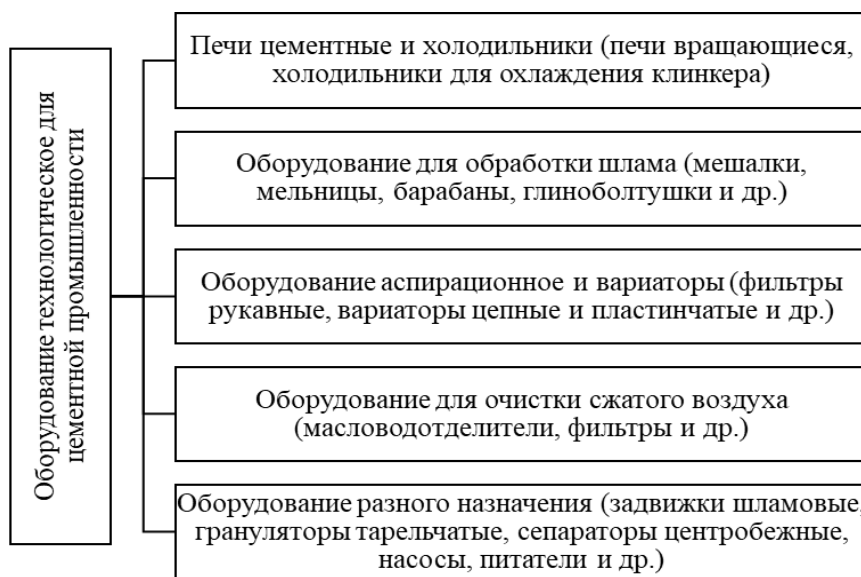 Оборудование технологическое для
цементной промышленности
Печи цементные и холодильники (печи вращающиеся,
холодильники для охлаждения клинкера)
Оборудование для обработки шлама (мешалки,
мельницы, барабаны, глиноболтушки и др.)
Оборудование аспирационное и вариаторы (фильтры
рукавные, вариаторы цепные и пластинчатые и др.)
Оборудование для очистки сжатого воздуха
(масловодотделители, фильтры и др.)
Оборудование разного назначения (задвижки шламовые,
грануляторы тарельчатые, сепараторы центробежные,
насосы, питатели и др.)